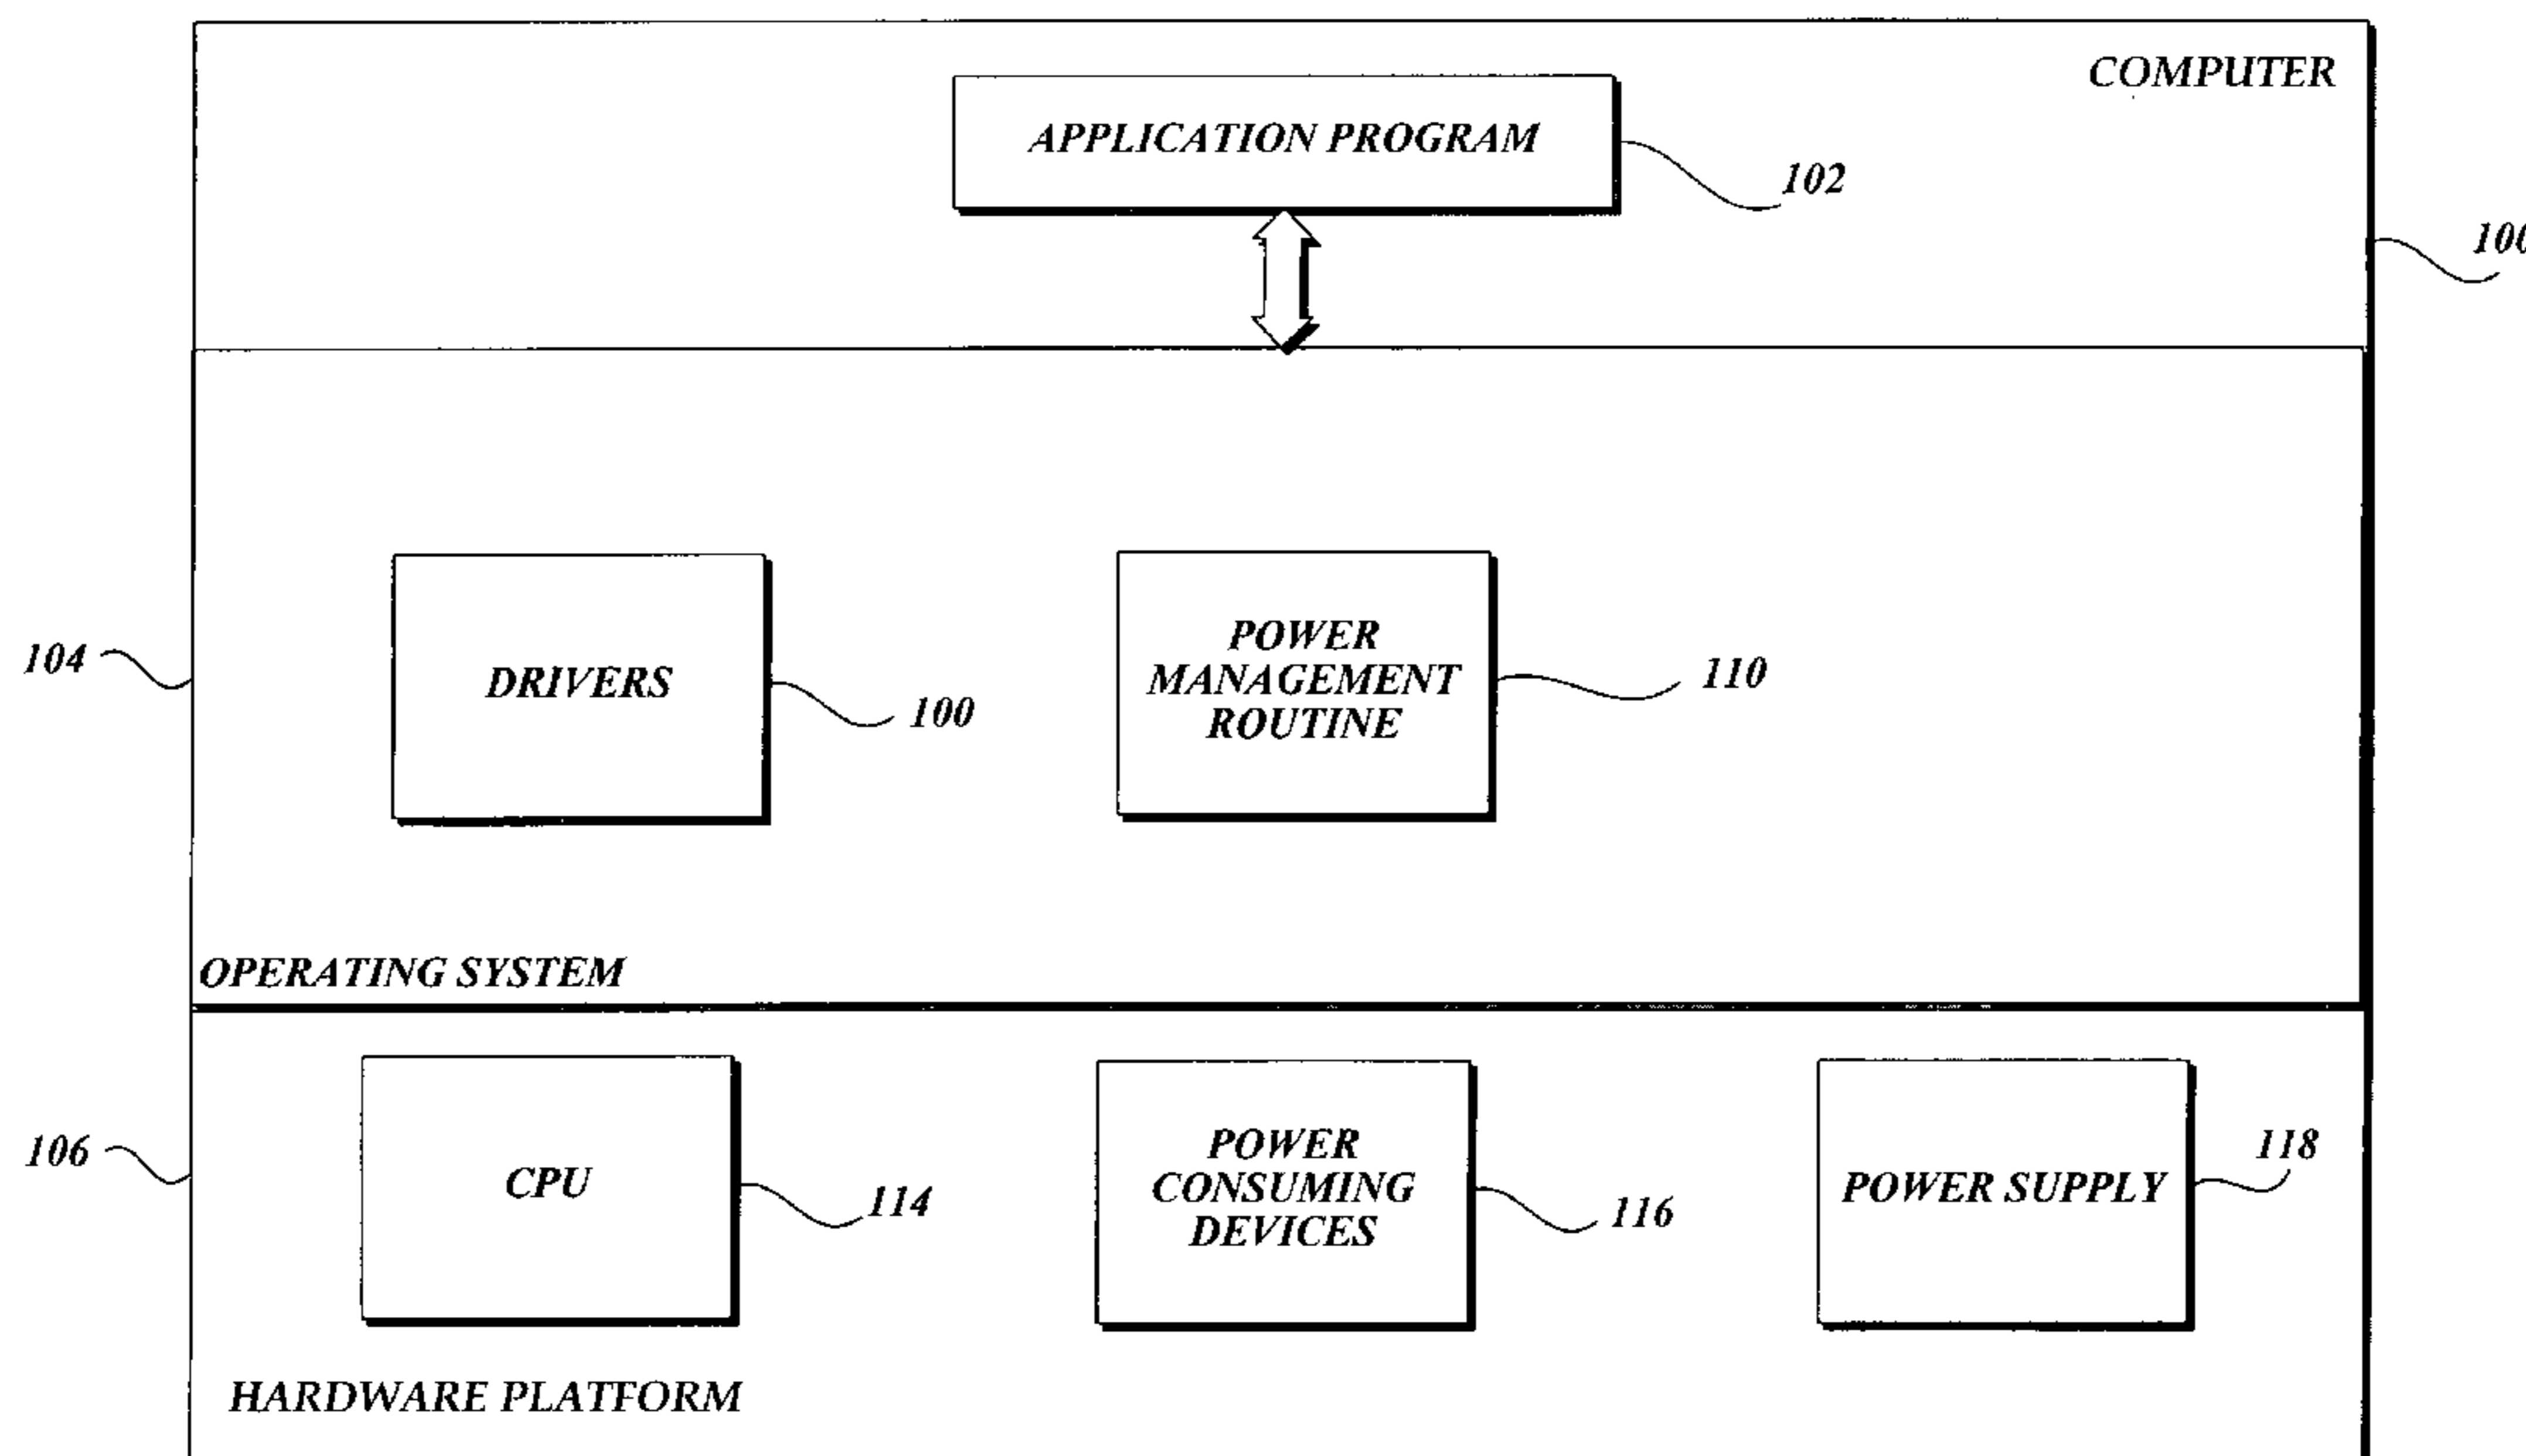 COMPUTER
APPLICATION PROGRAM
102
100
104
DRIVERS
100
POWER
MANAGEMENT
ROUTINE
110
OPERATING SYSTEM
106
CPU
114
POWER
CONSUMING
DEVICES
116
POWER SUPPLY
118
HARDWARE PLATFORM